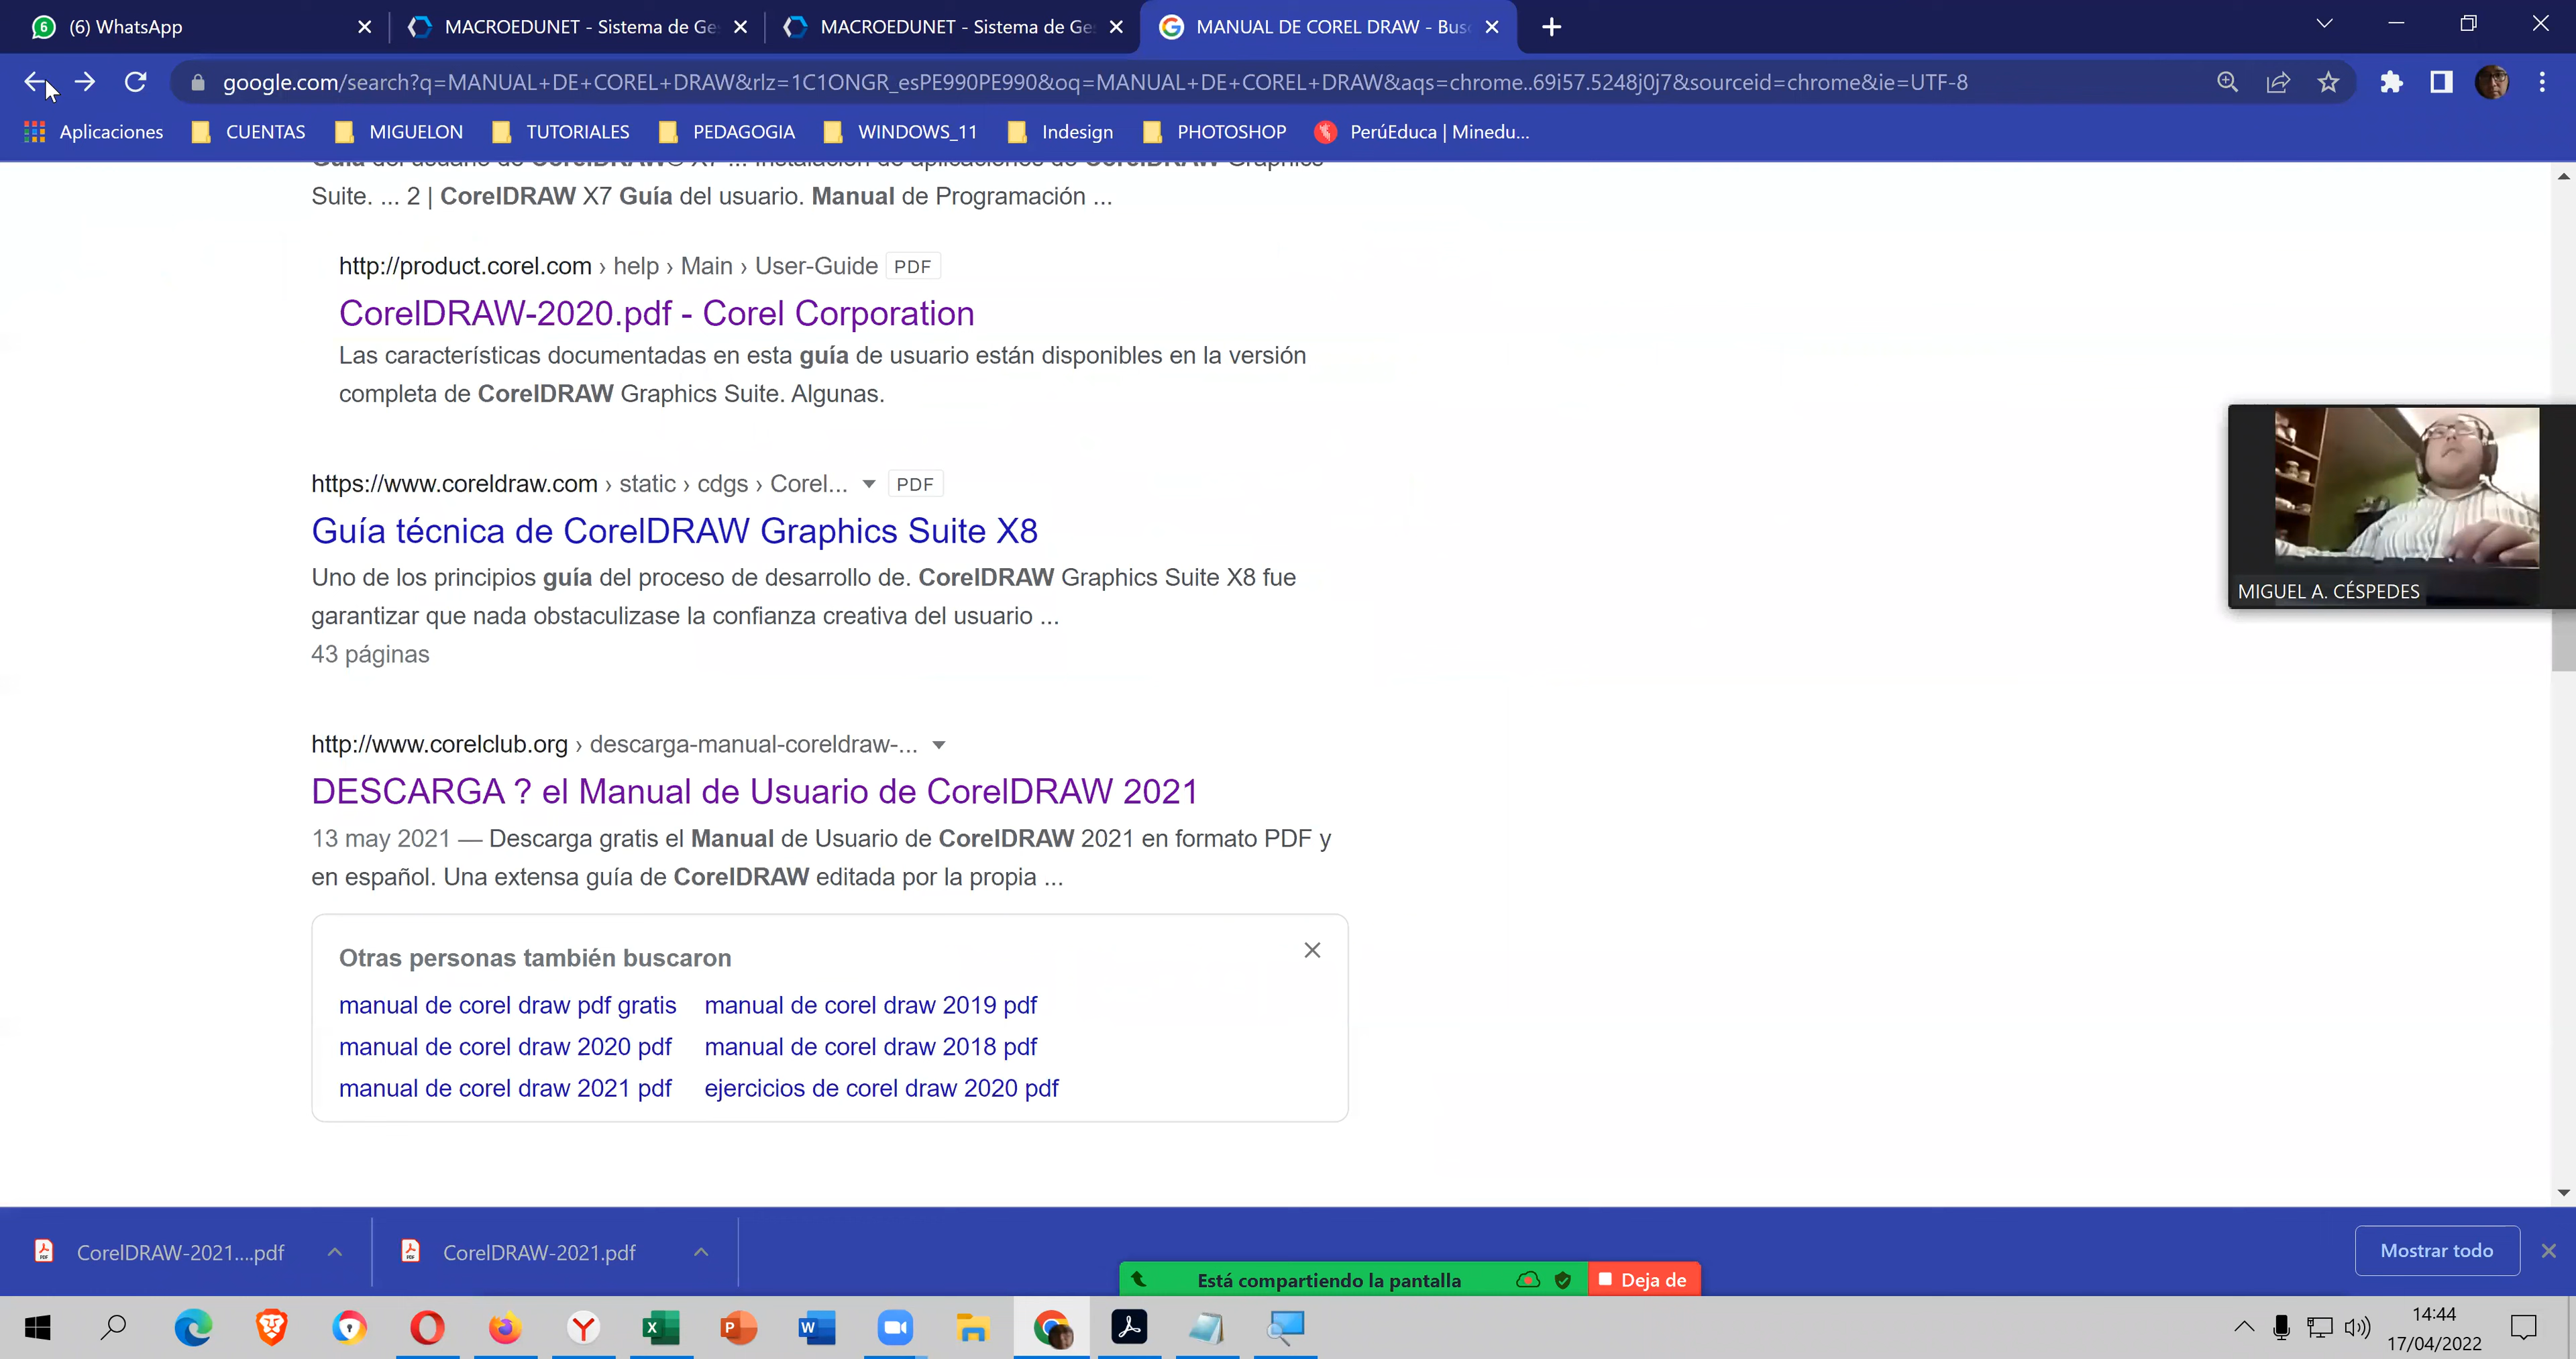 (6) WhatsApp
MACROEDUNET - Sistema de Ge
MACROEDUNET - Sistema de Ge
MANUAL DE COREL DRAW - Bus
google.com/search?q=MANUAL+DE+COREL+DRAW&rlz=1C1ONGR_esPE990PE990&oq=MANUAL+DE+COREL+DRAW&aqs=chrome..69i57.5248j0j7&sourceid=chrome&ie=UTF-8
Aplicaciones CUENTAS MIGUELON TUTORIALES PEDAGOGIA WINDOWS_11 Indesign PHOTOSHOP PerúEduca | Minedu...
Guía del usuario de CorelDRAW® X7 ... Instalación de aplicaciones de CorelDRAW Graphics
Suite. ... 2 | CorelDRAW X7 Guía del usuario. Manual de Programación ...
http://product.corel.com › help › Main › User-Guide PDF
CorelDRAW-2020.pdf - Corel Corporation
Las características documentadas en esta guía de usuario están disponibles en la versión
completa de CorelDRAW Graphics Suite. Algunas.
https://www.coreldraw.com › static › cdgs › Corel... PDF
Guía técnica de CorelDRAW Graphics Suite X8
Uno de los principios guía del proceso de desarrollo de. CorelDRAW Graphics Suite X8 fue
garantizar que nada obstaculizase la confianza creativa del usuario ...
43 páginas
MIGUEL A. CÉSPEDES
http://www.corelclub.org › descarga-manual-coreldraw-...
DESCARGA ? el Manual de Usuario de CorelDRAW 2021
13 may 2021 — Descarga gratis el Manual de Usuario de CorelDRAW 2021 en formato PDF y
en español. Una extensa guía de CorelDRAW editada por la propia ...
Otras personas también buscaron
manual de corel draw pdf gratis manual de corel draw 2019 pdf
manual de corel draw 2020 pdf manual de corel draw 2018 pdf
manual de corel draw 2021 pdf ejercicios de corel draw 2020 pdf
CorelDRAW-2021....pdf
CorelDRAW-2021.pdf
Mostrar todo
Está compartiendo la pantalla
Deja de
14:44
17/04/2022